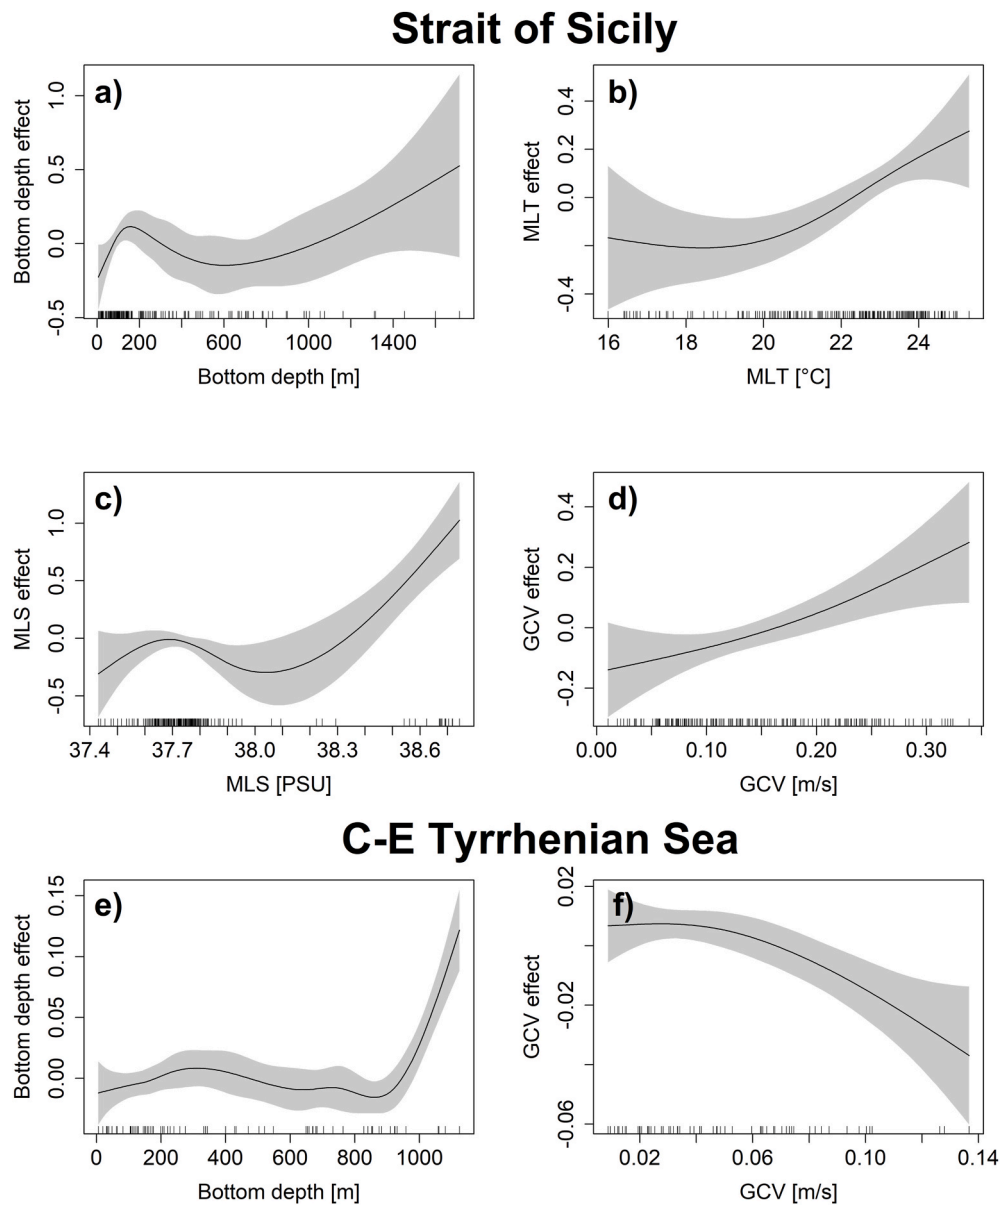 Strait of Sicily
a)
Bottom depth effect
1.0
0.5
0.0
-0.5
0 200 600 1000 1400
Bottom depth [m]
b)
MLT effect
0.4
0.2
0.0
-0.4
16 18 20 22 24
MLT [°C]
c)
MLS effect
1.0
0.5
0.0
-0.5
37.4 37.7 38.0 38.3 38.6
MLS [PSU]
d)
GCV effect
0.4
0.2
0.0
-0.2
0.00 0.10 0.20 0.30
GCV [m/s]
C-E Tyrrhenian Sea
e)
Bottom depth effect
0.15
0.10
0.05
0.00
0 200 400 600 800 1000
Bottom depth [m]
f)
GCV effect
0.02
-0.02
-0.06
0.02 0.06 0.10 0.14
GCV [m/s]